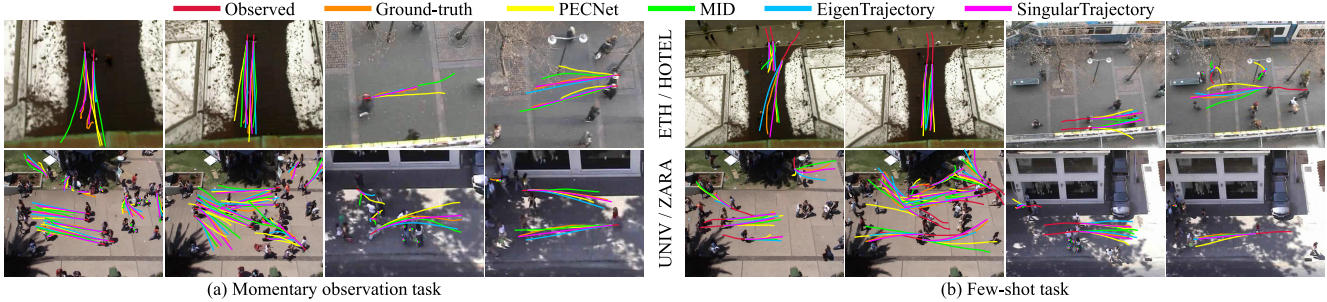 Observed Ground-truth PECNet MID EigenTrajectory SingularTrajectory
ETH / HOTEL
UNIV / ZARA
(a) Momentary observation task
(b) Few-shot task